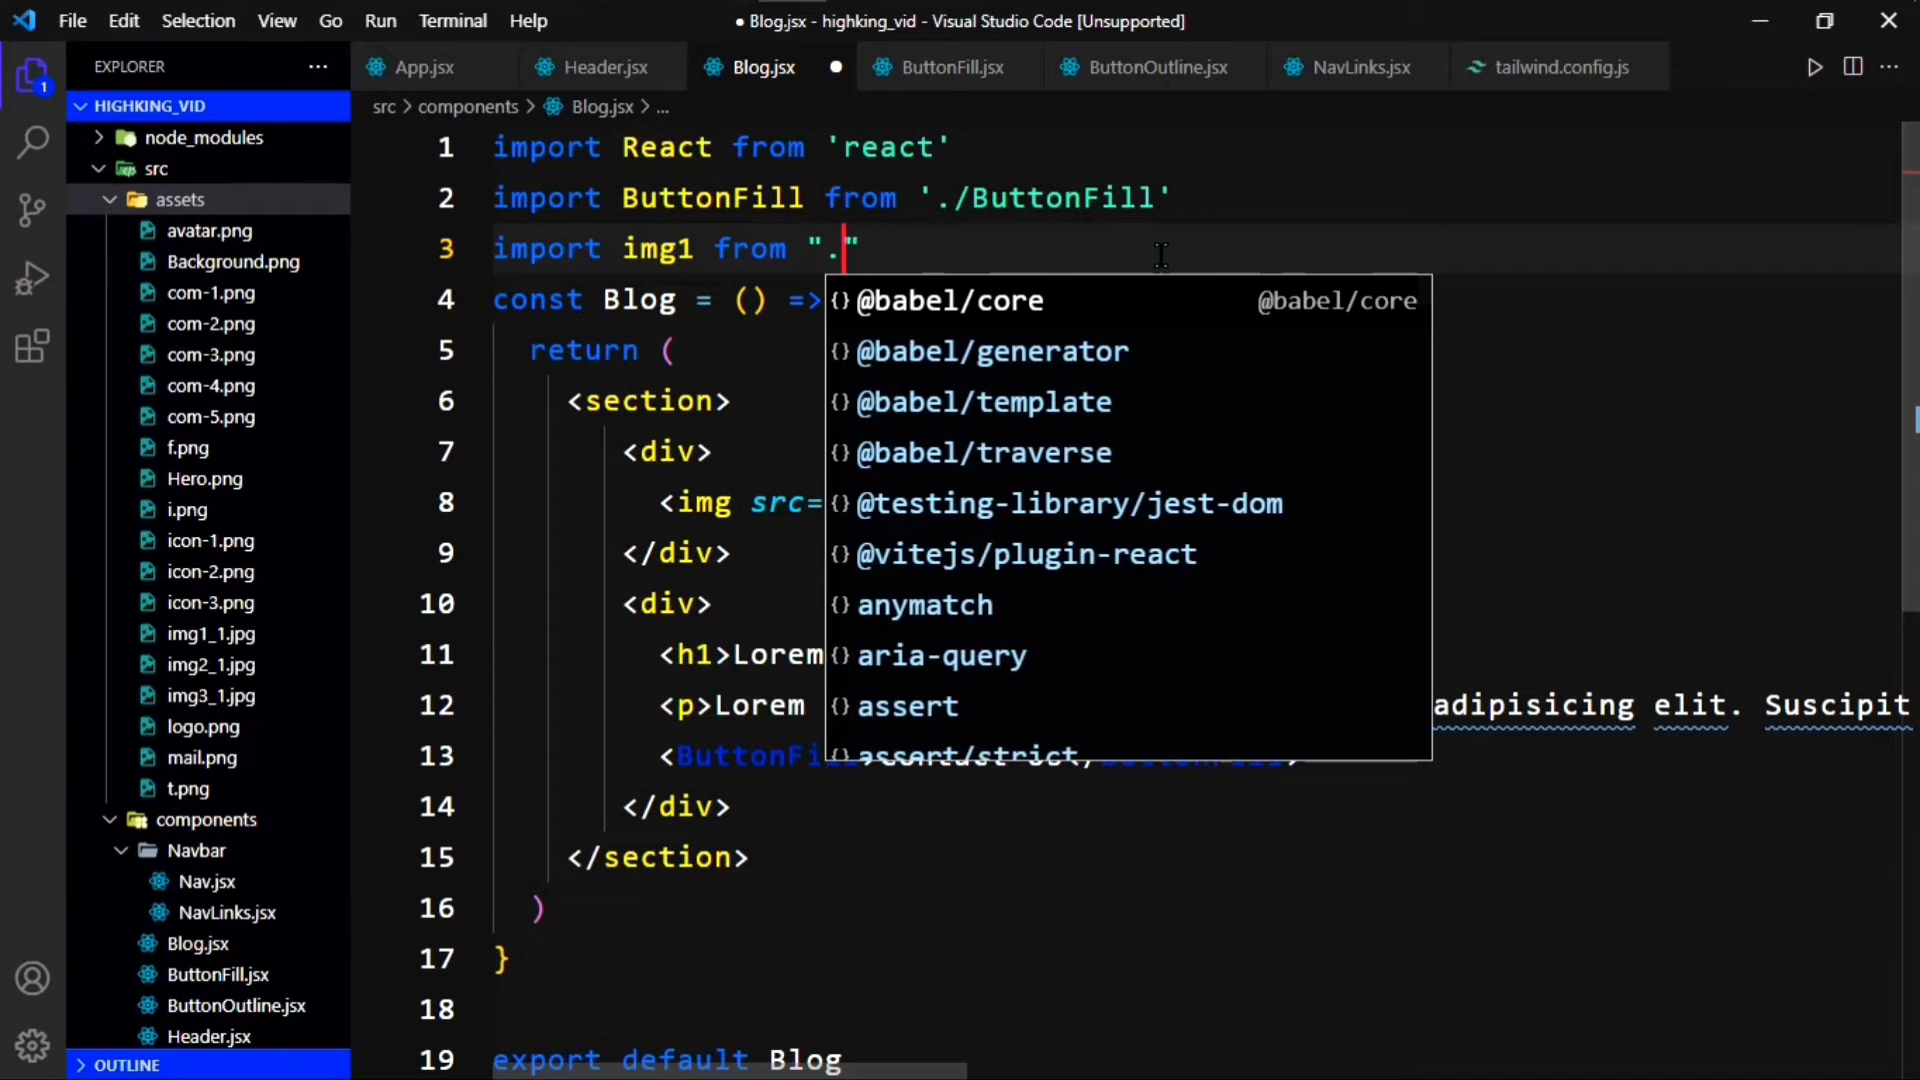 File Edit Selection View Go Run Terminal Help
● Blog.jsx - highking_vid - Visual Studio Code [Unsupported]
EXPLORER ...
App.jsx Header.jsx Blog.jsx ● ButtonFill.jsx ButtonOutline.jsx NavLinks.jsx tailwind.config.js
1
HIGHKING_VID
src > components > Blog.jsx > ...
node_modules
src
assets
avatar.png
Background.png
com-1.png
com-2.png
com-3.png
com-4.png
com-5.png
f.png
Hero.png
i.png
icon-1.png
icon-2.png
icon-3.png
img1_1.jpg
img2_1.jpg
img3_1.jpg
logo.png
mail.png
t.png
components
Navbar
Nav.jsx
NavLinks.jsx
Blog.jsx
ButtonFill.jsx
ButtonOutline.jsx
Header.jsx
OUTLINE
1 import React from 'react'
2 import ButtonFill from './ButtonFill'
3 import img1 from "."
4 const Blog = () =>
5 return (
6 <section>
7 <div>
8 <img src=
9 </div>
10 <div>
11 <h1>Lorem
12 <p>Lorem adipisicing elit. Suscipit
13 <ButtonFi
14 </div>
15 </section>
16 )
17 }
18
19 export default Blog
{} @babel/core @babel/core
{} @babel/generator
{} @babel/template
{} @babel/traverse
{} @testing-library/jest-dom
{} @vitejs/plugin-react
{} anymatch
{} aria-query
{} assert
{} assert/strict